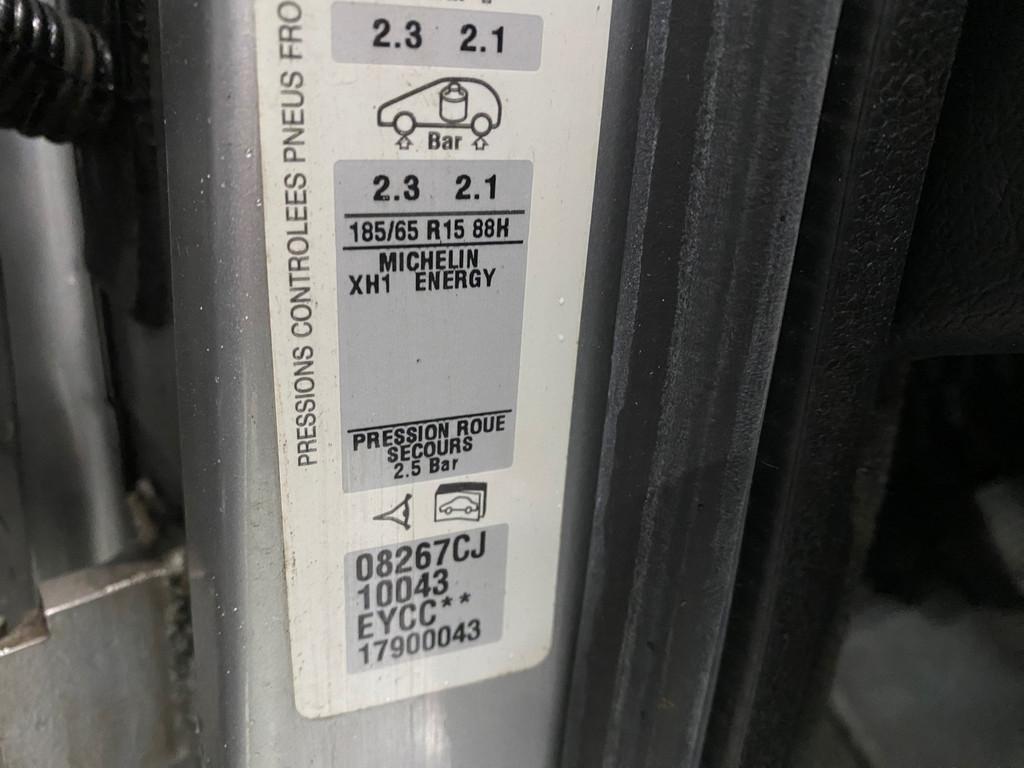 PRESSIONS CONTROLEES PNEUS FRO
2.3 2.1
Bar
2.3 2.1
185/65 R15 88H
MICHELIN
XH1 ENERGY
PRESSION ROUE
SECOURS
2.5 Bar
08267CJ
10043
EYCC**
17900043